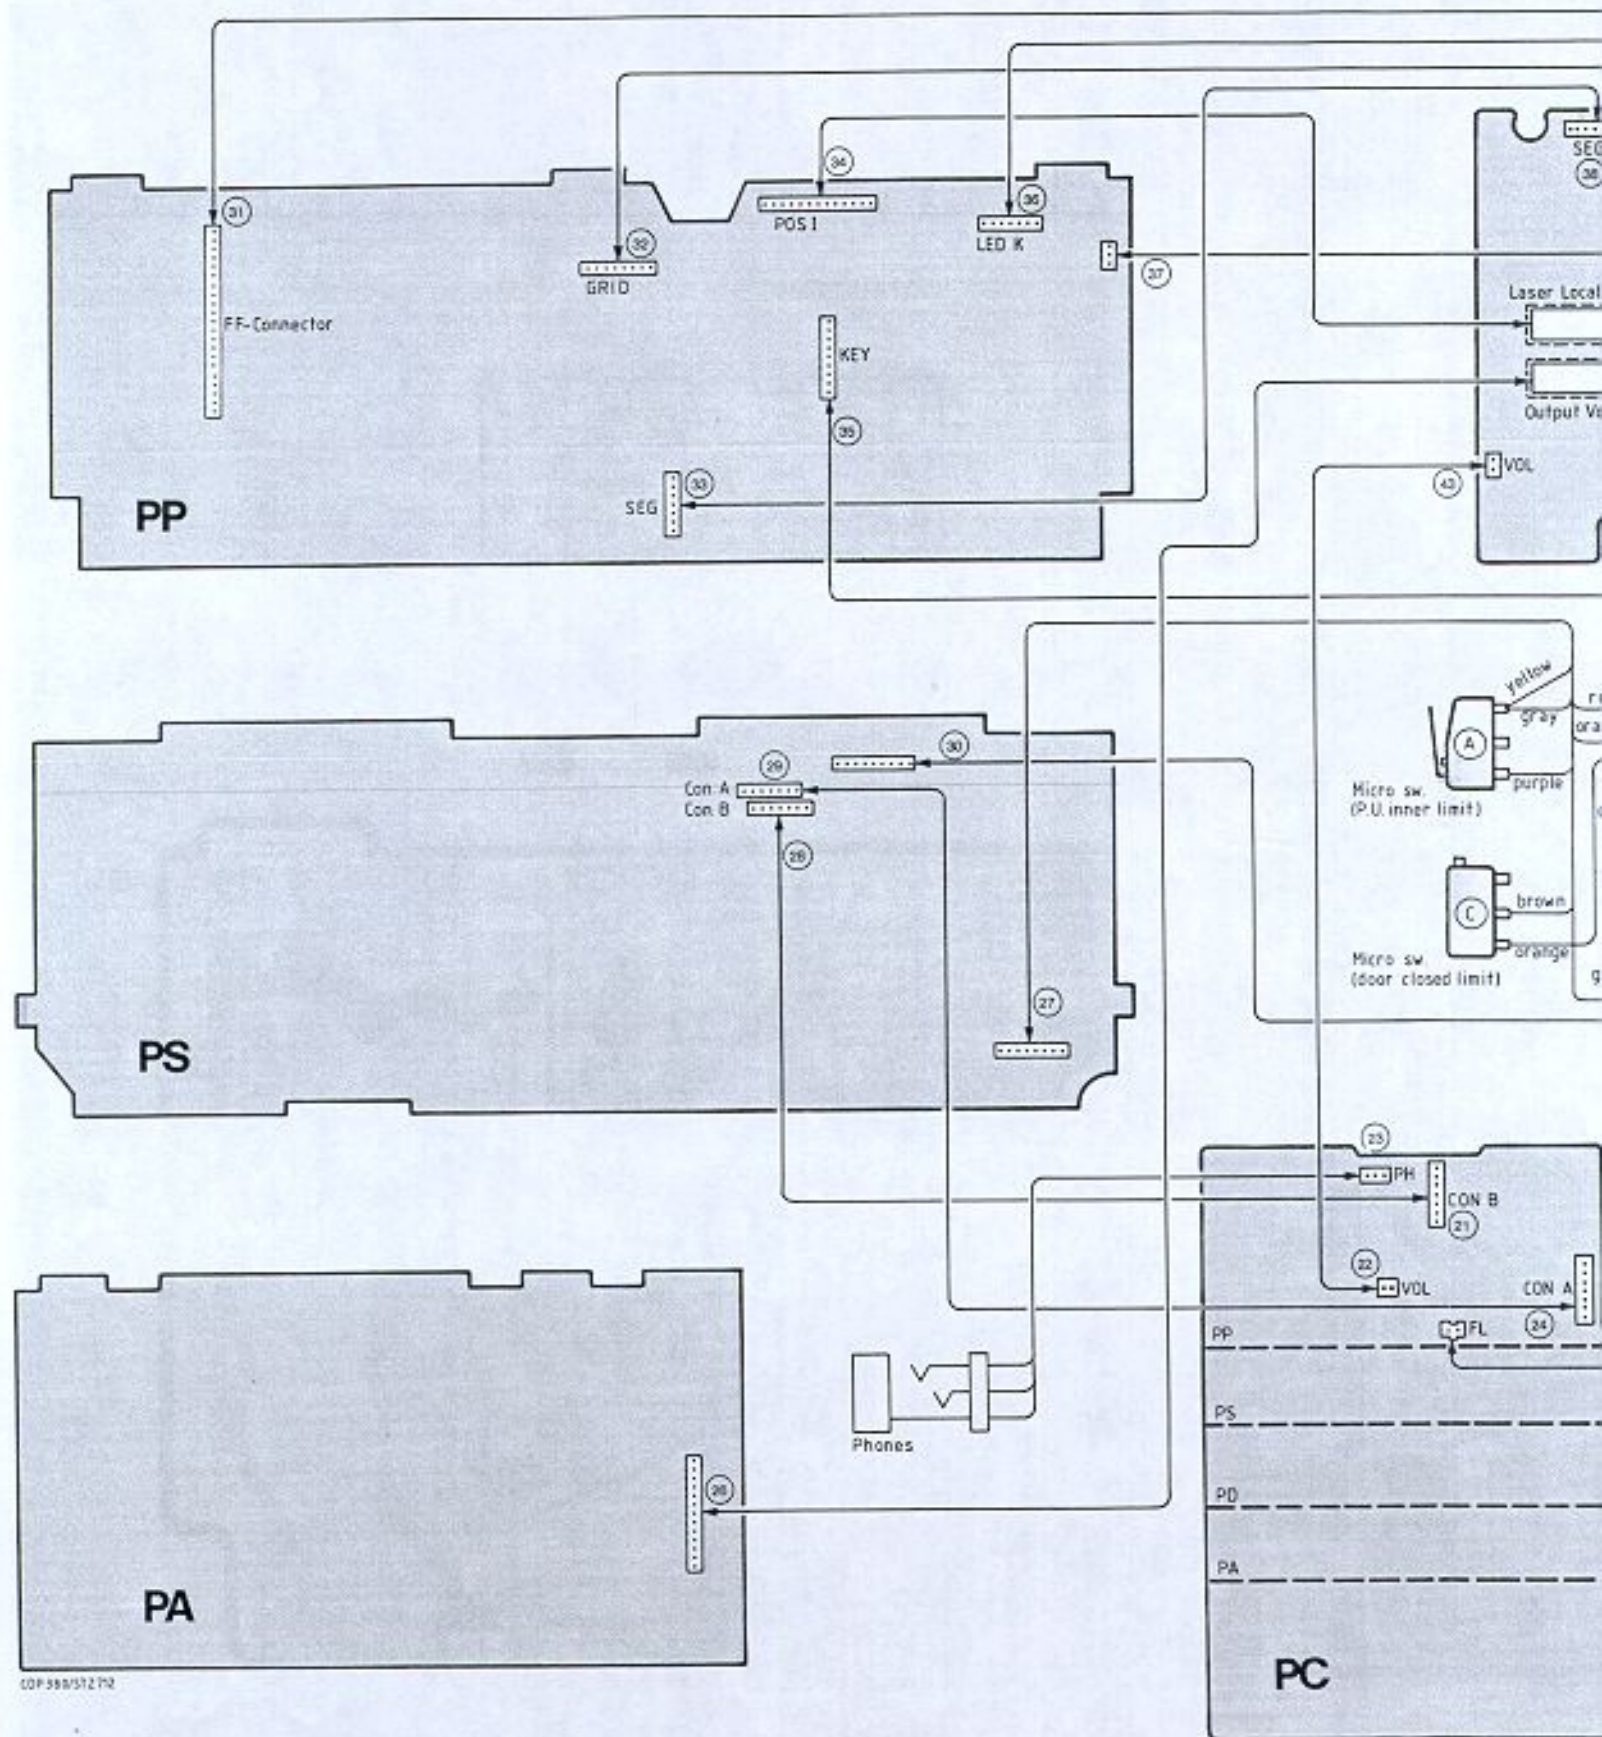 34
SEG
38
31
36
POS I
32
LED K
37
GRID
Laser Local
FF-Connector
KEY
Output Vo
35
VOL
33
43
SEG
PP
yellow
gray
A
purple
30
29
Con A
Con B
Micro sw.
(P.U. inner limit)
28
brown
C
orange
Micro sw
(door closed limit)
27
PS
23
PH
CON B
21
22
VOL
CON A
FL
24
PP
PS
Phones
26
PD
PA
PA
PC